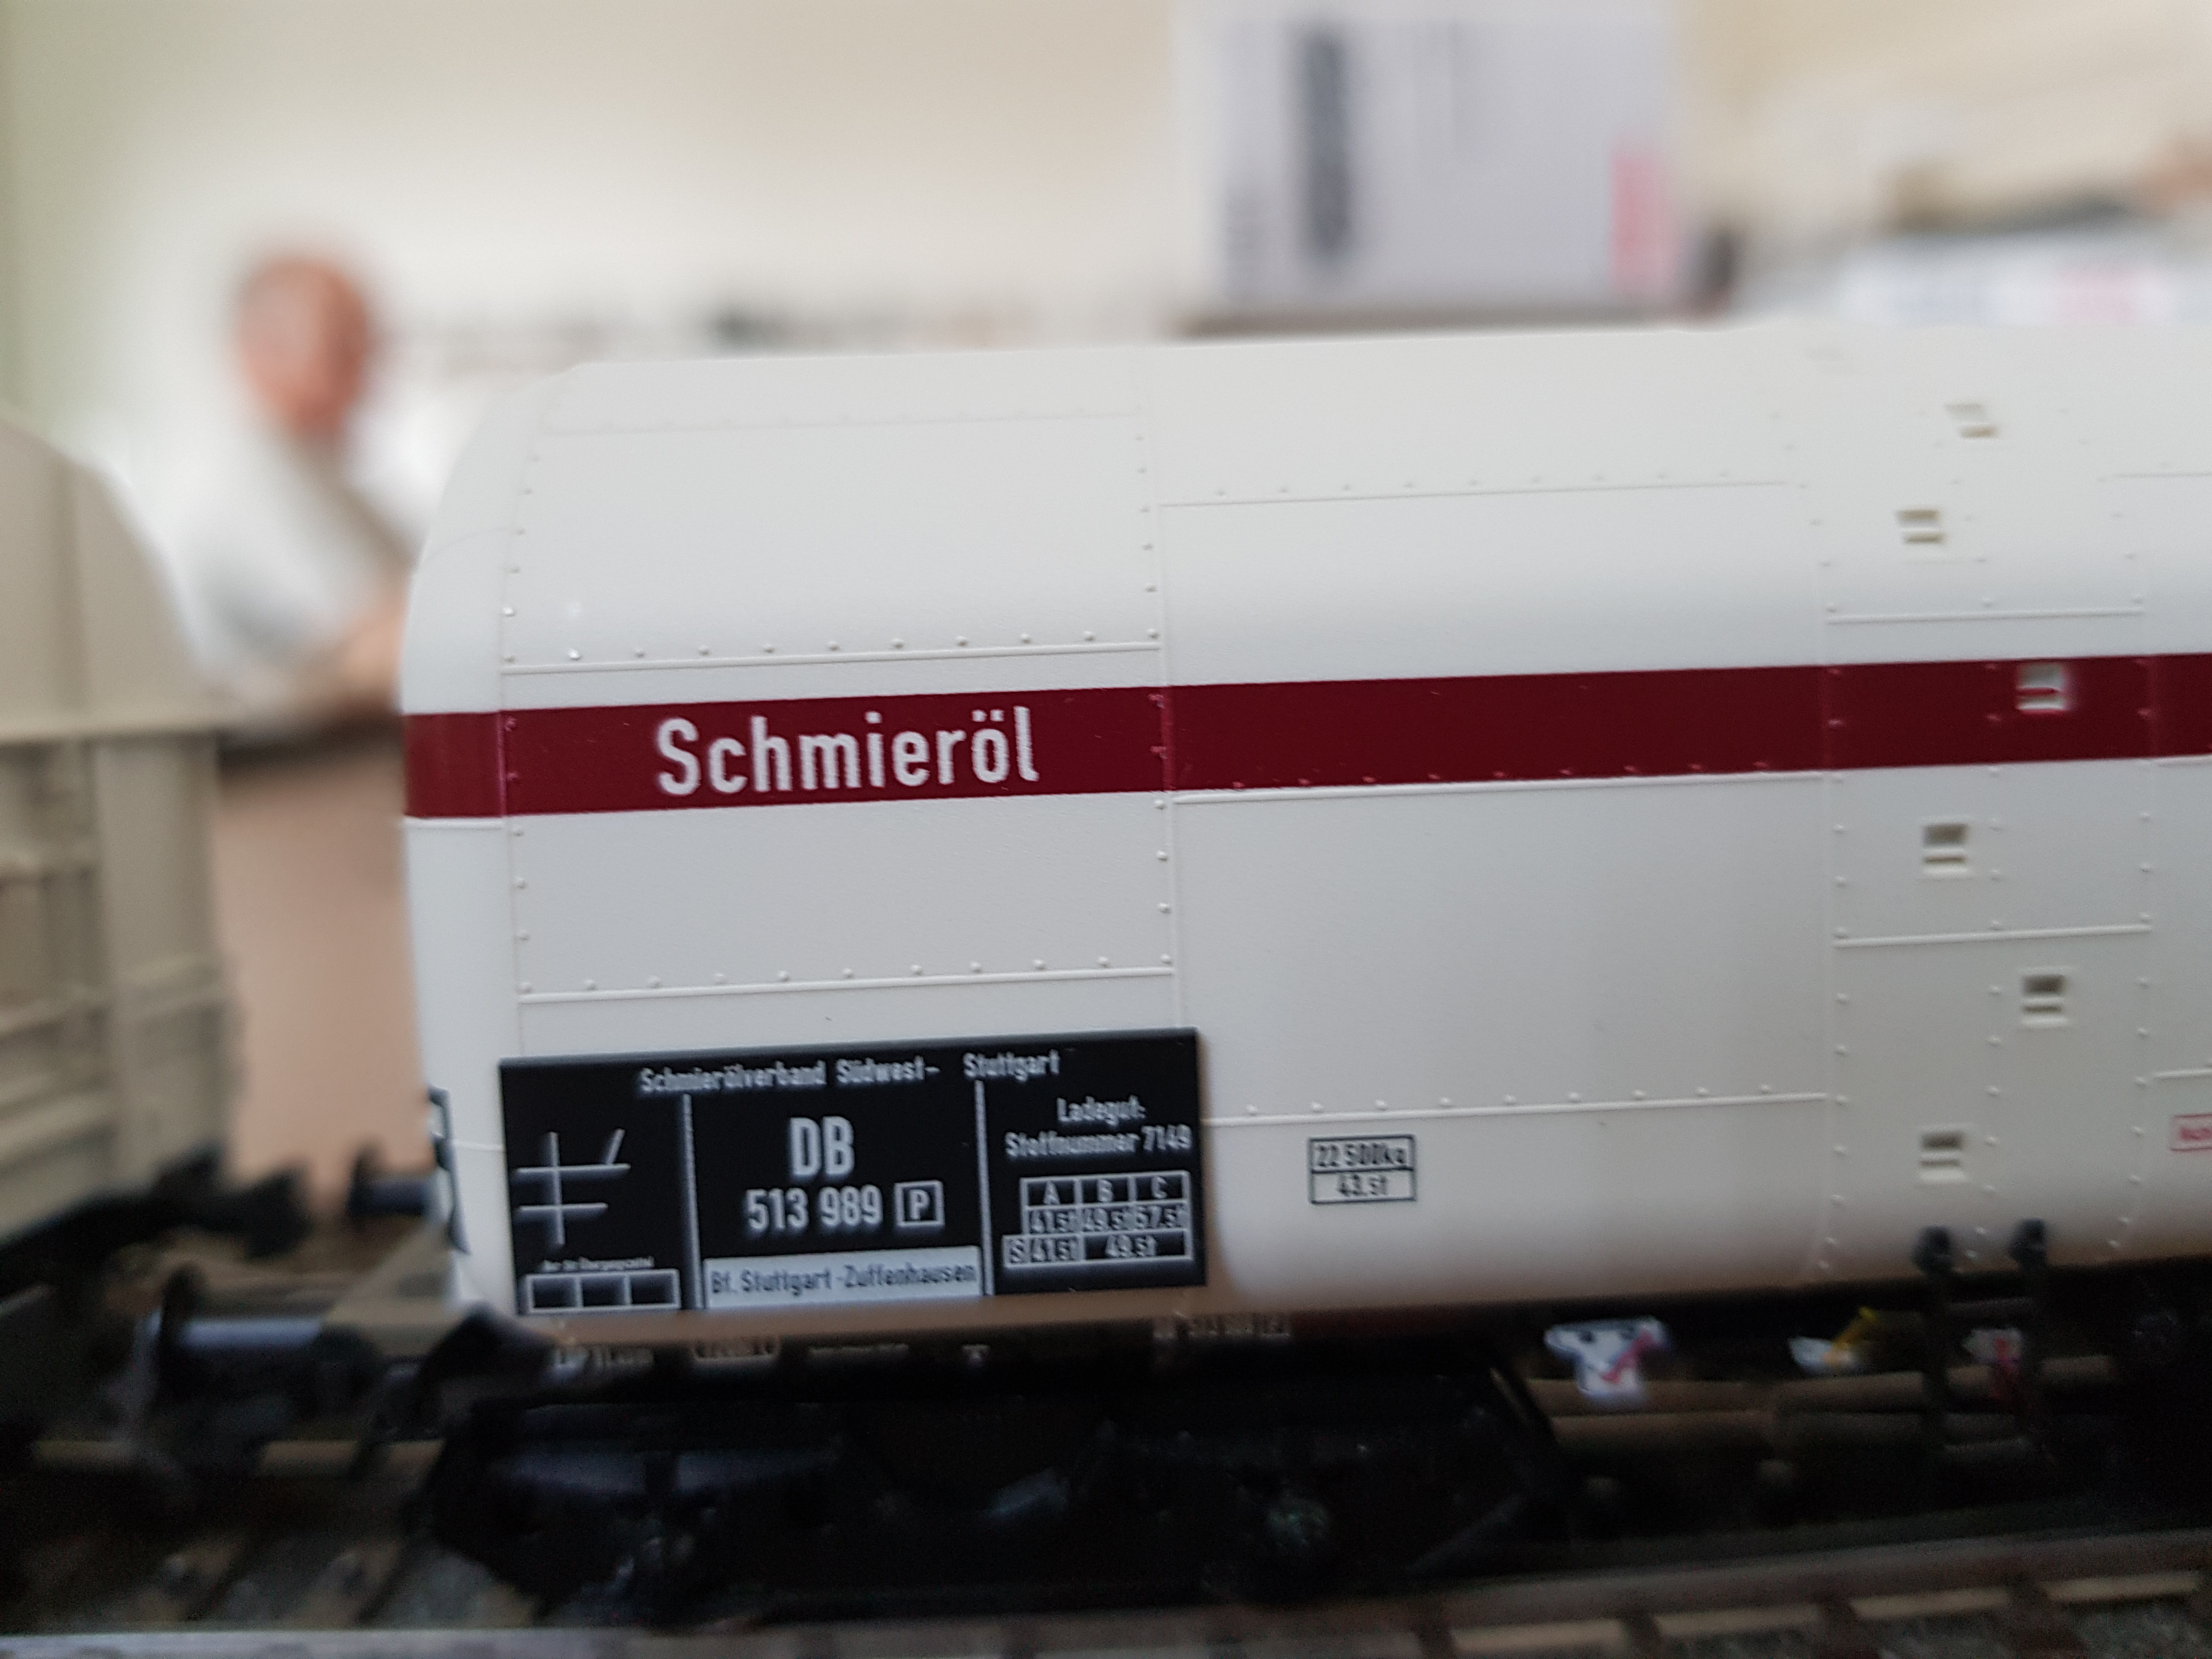 Schmieröl
Schmierölverband Südwest- Stuttgart
DB
513 989 P
Bf. Stuttgart-Zuffenhausen
Ladegut:
Stoffnummer 7149
A B C
41.5t 49.5t 57.5t
S 41.5t 49.5t
22 500kg
43.5t